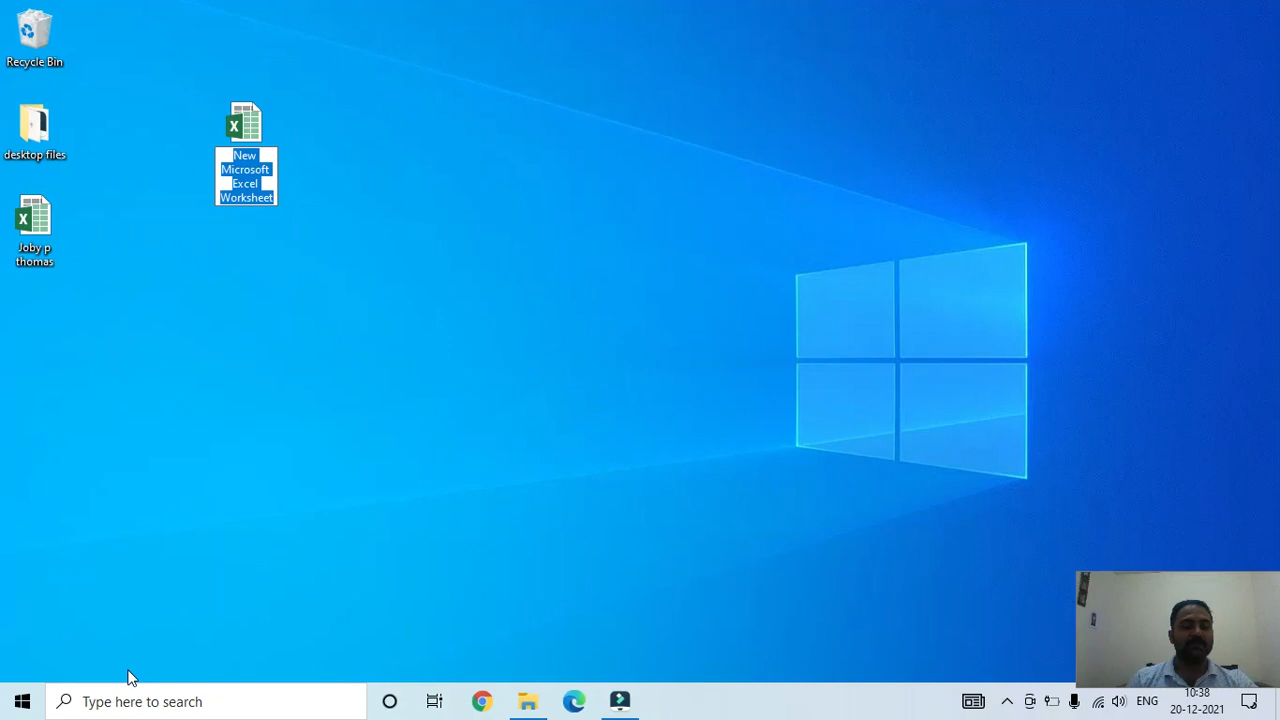 Recycle Bin
desktop files
Joby p
thomas
New
Microsoft
Excel
Worksheet
Type here to search
ENG
10:38
20-12-2021